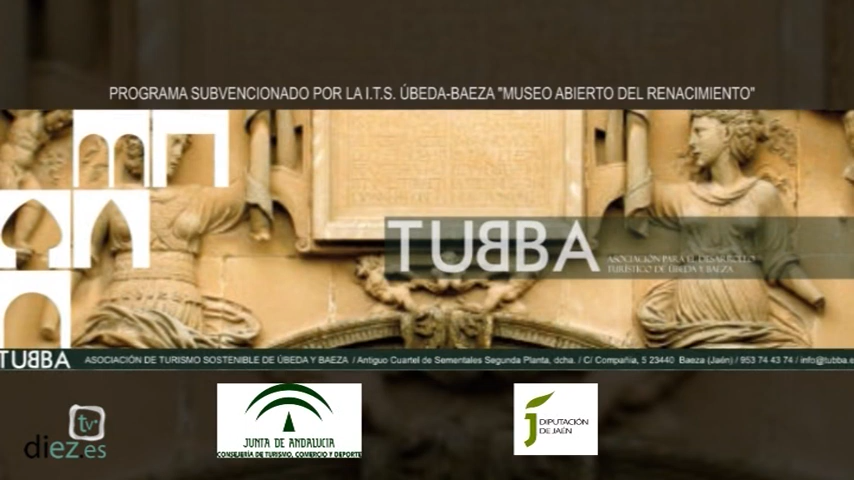 PROGRAMA SUBVENCIONADO POR LA I.T.S. ÚBEDA-BAEZA "MUSEO ABIERTO DEL RENACIMIENTO"
TUBBA
ASOCIACIÓN PARA EL DESARROLLO
TURÍSTICO DE ÚBEDA Y BAEZA
TUBBA ASOCIACIÓN DE TURISMO SOSTENIBLE DE ÚBEDA Y BAEZA / Antiguo Cuartel de Sementales Segunda Planta, dcha. / C/ Compañía, 5 23440 Baeza (Jaén) / 953 74 43 74 / info@tubba.e
tv
diez.es
JUNTA DE ANDALUCIA
CONSEJERÍA DE TURISMO, COMERCIO Y DEPORTE
DIPUTACIÓN
DE JAÉN